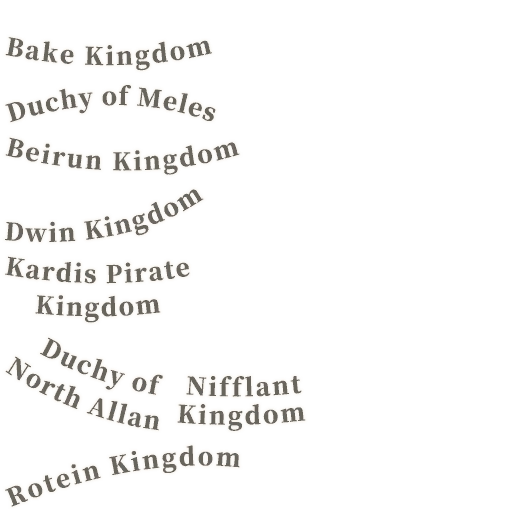 Bake Kingdom
Duchy of Meles
Beirun Kingdom
Dwin Kingdom
Kardis Pirate
Kingdom
Duchy of
North Allan
Nifflant
Kingdom
Rotein Kingdom